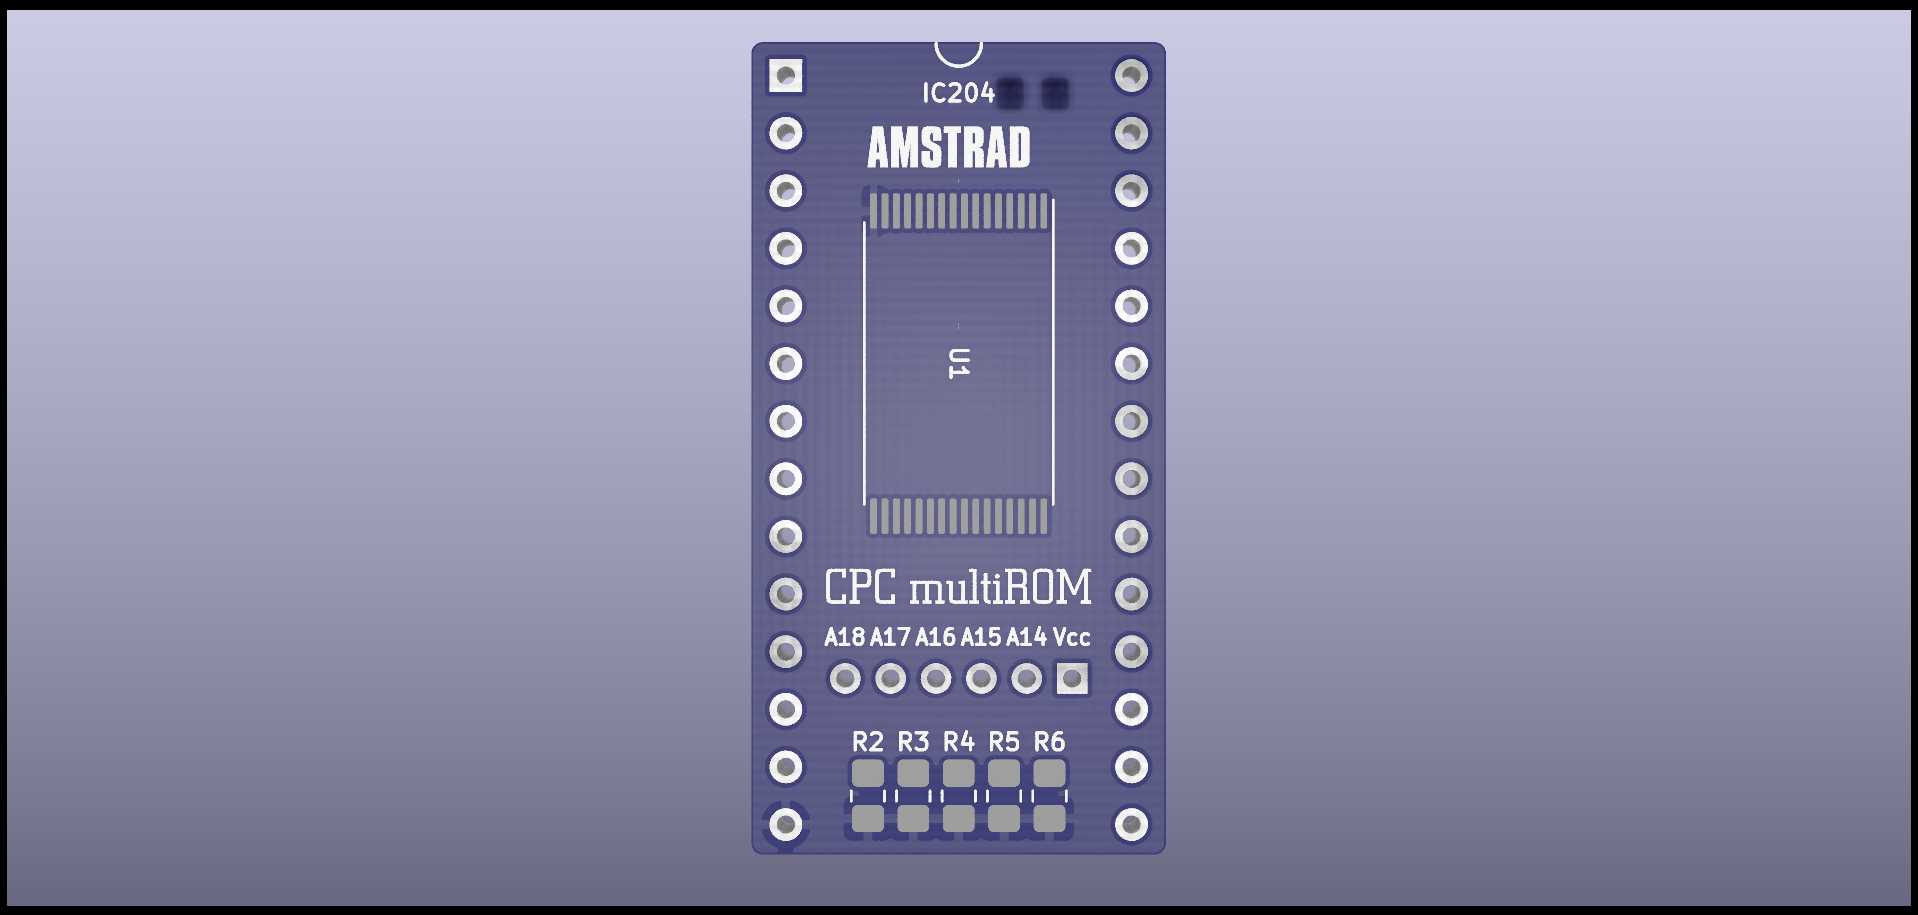 IC204
AMSTRAD
U1
CPC multiROM
A18 A17 A16 A15 A14 Vcc
R2 R3 R4 R5 R6